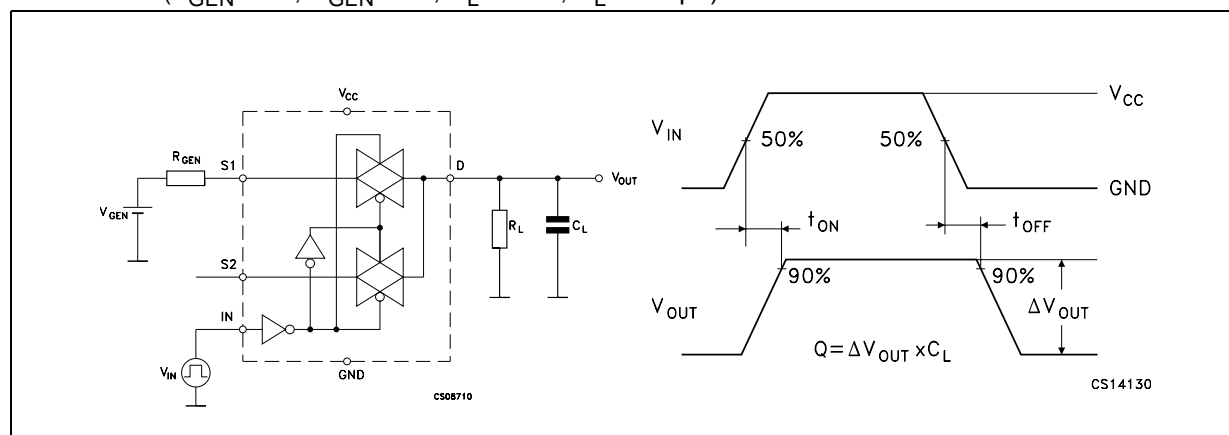 V_CC
R_GEN
S1
D
V_OUT
V_GEN
R_L
C_L
S2
IN
V_IN
GND
CS08710
V_CC
V_IN
50%
50%
GND
t_ON
t_OFF
90%
90%
V_OUT
ΔV_OUT
Q=ΔV_OUT xC_L
CS14130